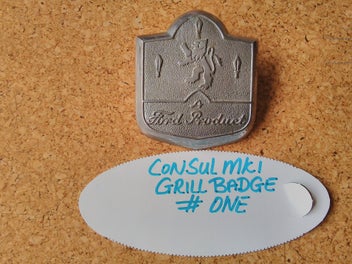 A
Ford Product
CONSUL MK1
GRILL BADGE
# ONE